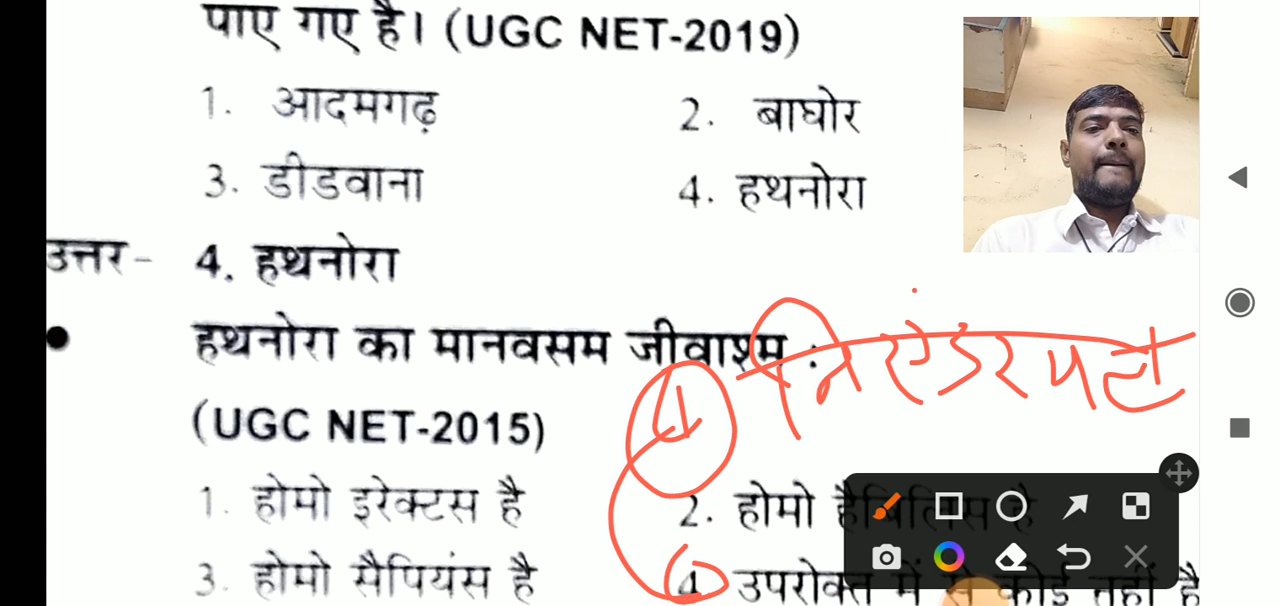 पाए गए है। (UGC NET-2019)
1. आदमगढ़ 2. बाघोर
3. डीडवाना 4. हथनोरा
उत्तर- 4. हथनोरा
• हथनोरा का मानवसम जीवाश्म :
(UGC NET-2015)
1. होमो इरेक्टस है 2. होमो हैबिलिस है
3. होमो सैपियंस है 4. उपरोक्त में से कोई नहीं है